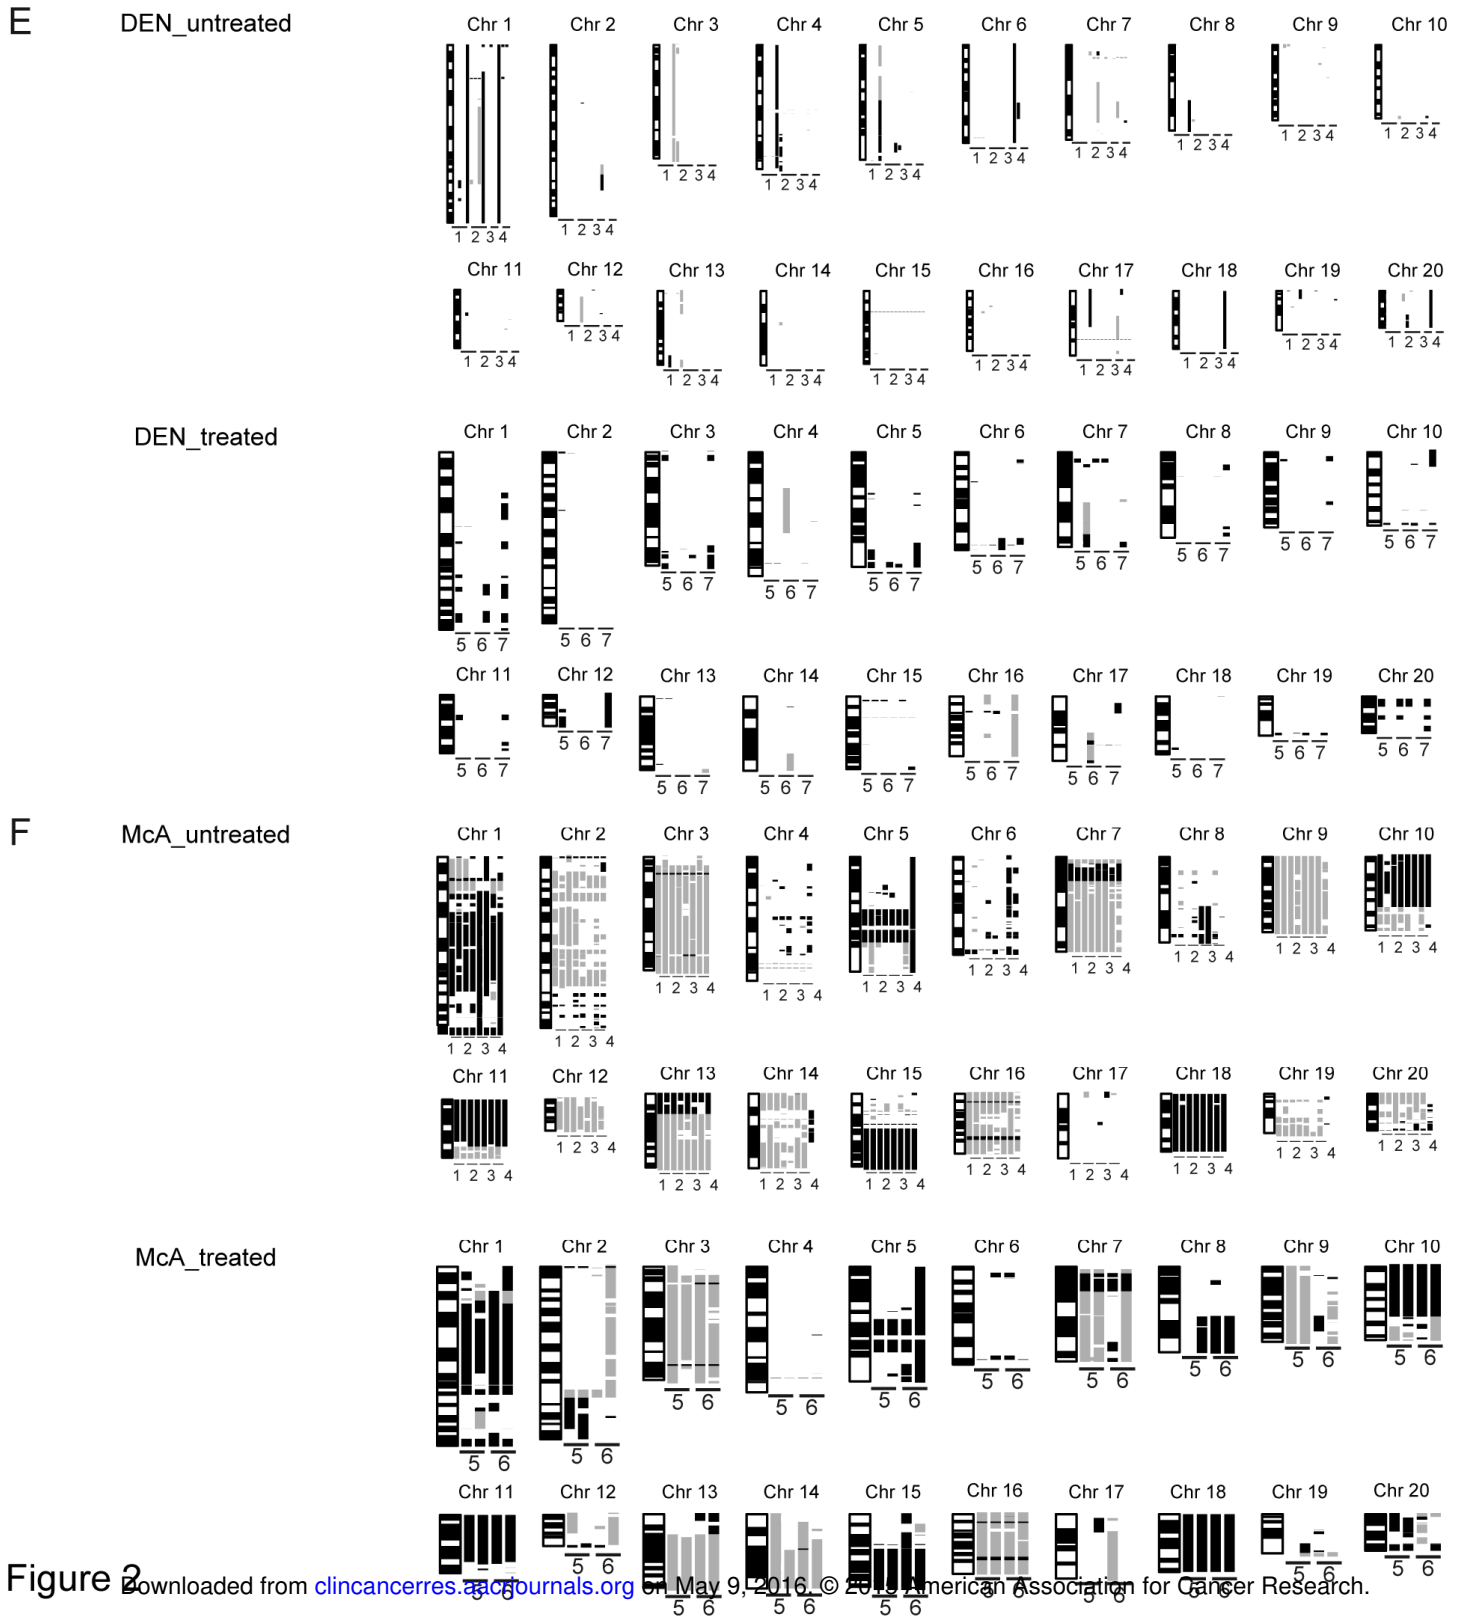 E DEN_untreated Chr 1 Chr 2 Chr 3 Chr 4 Chr 5 Chr 6 Chr 7 Chr 8 Chr 9 Chr 10
1 2 3 4 1 2 3 4 1 2 3 4 1 2 3 4 1 2 3 4 1 2 3 4 1 2 3 4 1 2 3 4 1 2 3 4 1 2 3 4
Chr 11 Chr 12 Chr 13 Chr 14 Chr 15 Chr 16 Chr 17 Chr 18 Chr 19 Chr 20
1 2 3 4 1 2 3 4 1 2 3 4 1 2 3 4 1 2 3 4 1 2 3 4 1 2 3 4 1 2 3 4 1 2 3 4 1 2 3 4
DEN_treated Chr 1 Chr 2 Chr 3 Chr 4 Chr 5 Chr 6 Chr 7 Chr 8 Chr 9 Chr 10
5 6 7 5 6 7 5 6 7 5 6 7 5 6 7 5 6 7 5 6 7 5 6 7 5 6 7 5 6 7
Chr 11 Chr 12 Chr 13 Chr 14 Chr 15 Chr 16 Chr 17 Chr 18 Chr 19 Chr 20
5 6 7 5 6 7 5 6 7 5 6 7 5 6 7 5 6 7 5 6 7 5 6 7 5 6 7 5 6 7
F McA_untreated Chr 1 Chr 2 Chr 3 Chr 4 Chr 5 Chr 6 Chr 7 Chr 8 Chr 9 Chr 10
1 2 3 4 1 2 3 4 1 2 3 4 1 2 3 4 1 2 3 4 1 2 3 4 1 2 3 4 1 2 3 4 1 2 3 4 1 2 3 4
Chr 11 Chr 12 Chr 13 Chr 14 Chr 15 Chr 16 Chr 17 Chr 18 Chr 19 Chr 20
1 2 3 4 1 2 3 4 1 2 3 4 1 2 3 4 1 2 3 4 1 2 3 4 1 2 3 4 1 2 3 4 1 2 3 4 1 2 3 4
McA_treated Chr 1 Chr 2 Chr 3 Chr 4 Chr 5 Chr 6 Chr 7 Chr 8 Chr 9 Chr 10
5 6 5 6 5 6 5 6 5 6 5 6 5 6 5 6 5 6 5 6
Chr 11 Chr 12 Chr 13 Chr 14 Chr 15 Chr 16 Chr 17 Chr 18 Chr 19 Chr 20
5 6 5 6 5 6 5 6 5 6 5 6 5 6 5 6 5 6 5 6
Figure 2
Downloaded from clincancerres.aacrjournals.org on May 9, 2016. © 2015 American Association for Cancer Research.